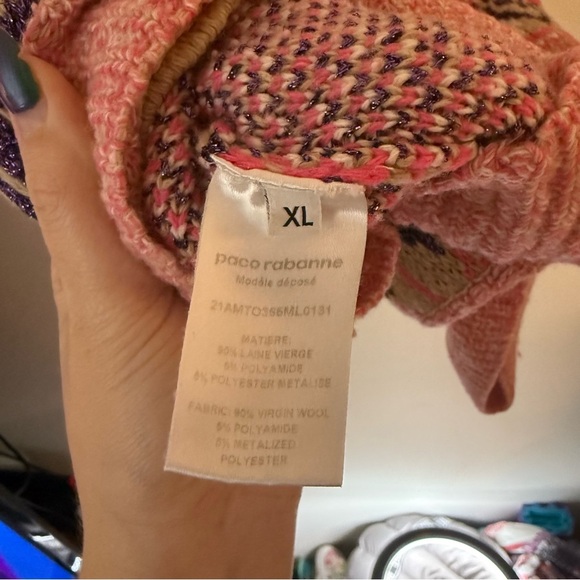 XL
paco rabanne
Modèle déposé
21AMTO356ML0131
MATIERE:
90% LAINE VIERGE
5% POLYAMIDE
5% POLYESTER METALISE
FABRIC: 90% VIRGIN WOOL
5% POLYAMIDE
5% METALIZED
POLYESTER